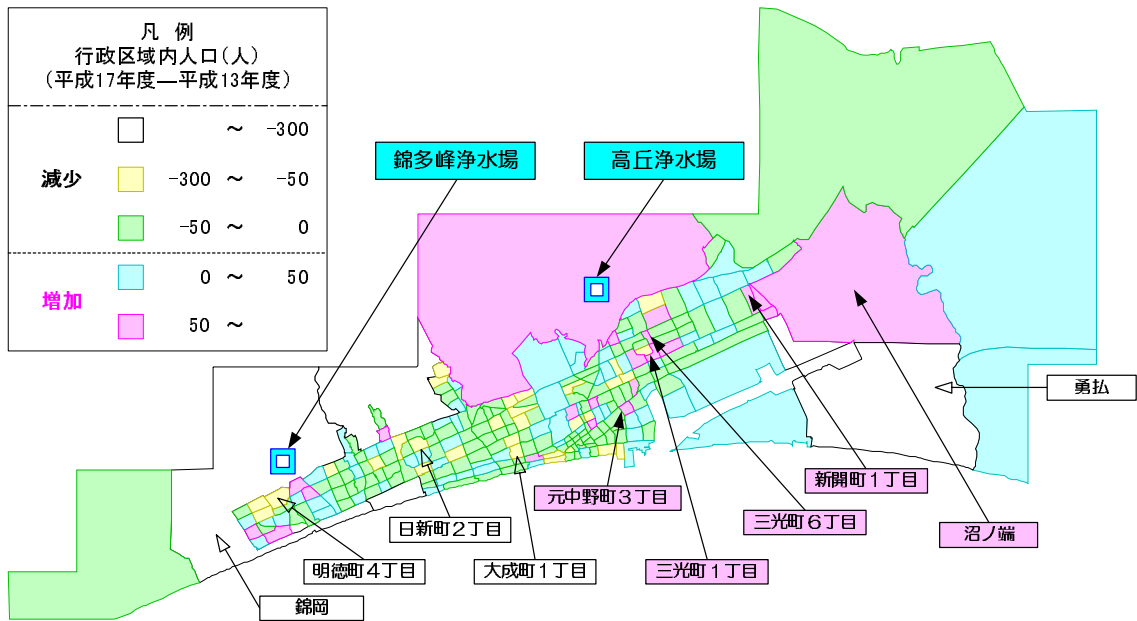 凡 例
行政区域内人口(人)
(平成17年度―平成13年度)
～ -300
減少
-300 ～ -50
-50 ～ 0
0 ～ 50
増加
50 ～
錦多峰浄水場
高丘浄水場
勇払
新開町1丁目
元中野町3丁目
三光町6丁目
沼ノ端
日新町2丁目
明徳町4丁目
大成町1丁目
三光町1丁目
錦岡